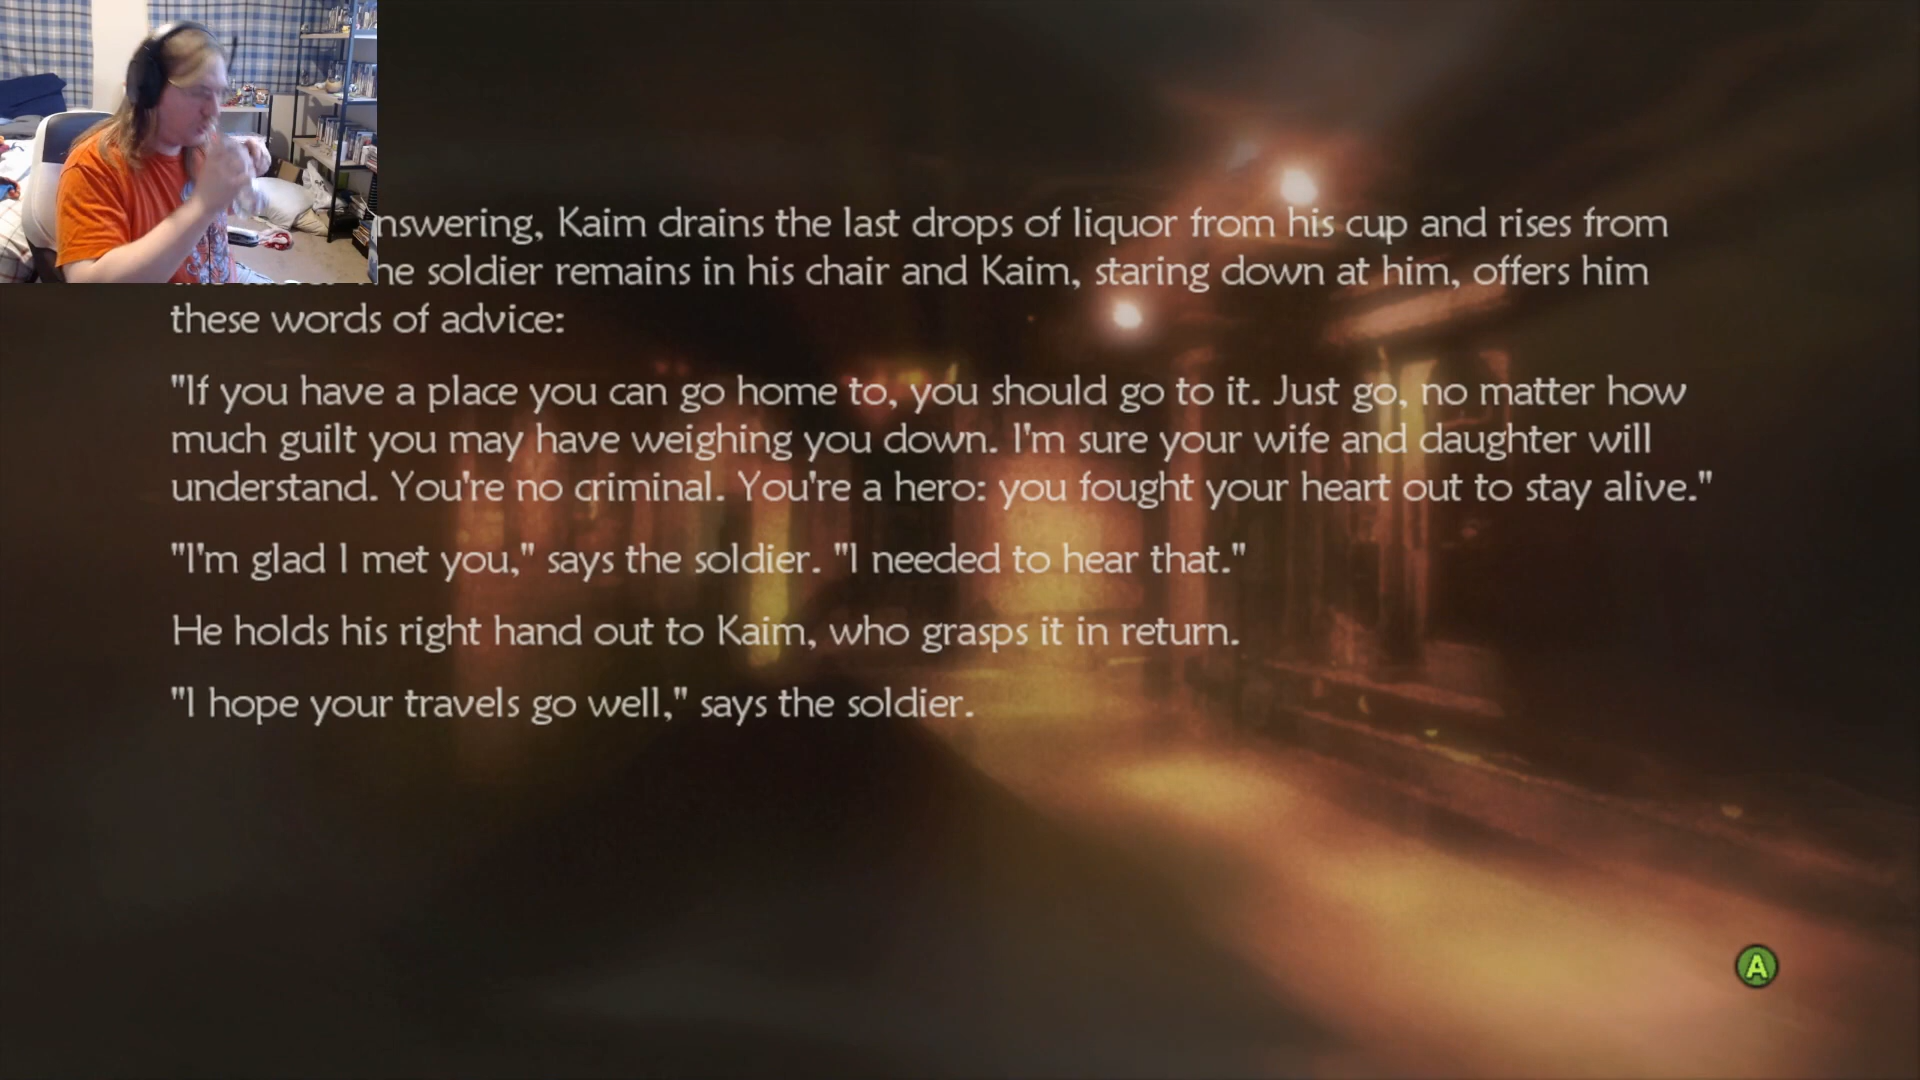 nswering, Kaim drains the last drops of liquor from his cup and rises from
he soldier remains in his chair and Kaim, staring down at him, offers him
these words of advice:
"If you have a place you can go home to, you should go to it. Just go, no matter how
much guilt you may have weighing you down. I'm sure your wife and daughter will
understand. You're no criminal. You're a hero: you fought your heart out to stay alive."
"I'm glad I met you," says the soldier. "I needed to hear that."
He holds his right hand out to Kaim, who grasps it in return.
"I hope your travels go well," says the soldier.
A